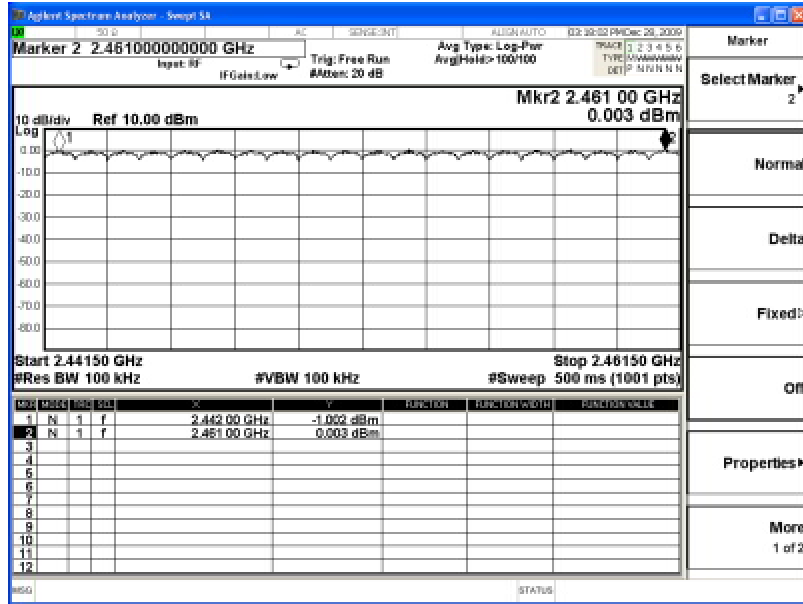 Agilent Spectrum Analyzer - Swept SA
50 Ω AC SENSE:INT ALIGN AUTO 03:18:02 PM Dec 28, 2009
Marker 2 2.461000000000 GHz
Input: RF
IFGain:Low
Trig: Free Run
#Atten: 20 dB
Avg Type: Log-Pwr
Avg|Hold:> 100/100
TRACE 1 2 3 4 5 6
TYPE
DET P N N N N N
Mkr2 2.461 00 GHz
0.003 dBm
10 dB/div Ref 10.00 dBm
Log
1
2
0.00
-10.0
-20.0
-30.0
-40.0
-50.0
-60.0
-70.0
-80.0
Start 2.44150 GHz Stop 2.46150 GHz
#Res BW 100 kHz #VBW 100 kHz #Sweep 500 ms (1001 pts)
MKR MODE TRC SCL X Y FUNCTION FUNCTION WIDTH FUNCTION VALUE
1 N 1 f 2.442 00 GHz -1.002 dBm
2 N 1 f 2.461 00 GHz 0.003 dBm
3
4
5
6
7
8
9
10
11
12
MSG STATUS
Marker
Select Marker
2
Normal
Delta
Fixed
Off
Properties
More
1 of 2